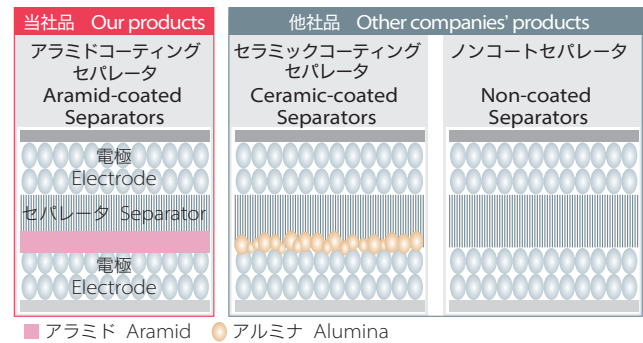 当社品 Our products
他社品 Other companies' products
アラミドコーティング
セパレータ
Aramid-coated
Separators
セラミックコーティング
セパレータ
Ceramic-coated
Separators
ノンコートセパレータ
Non-coated
Separators
電極
Electrode
セパレータ Separator
電極
Electrode
アラミド Aramid
アルミナ Alumina